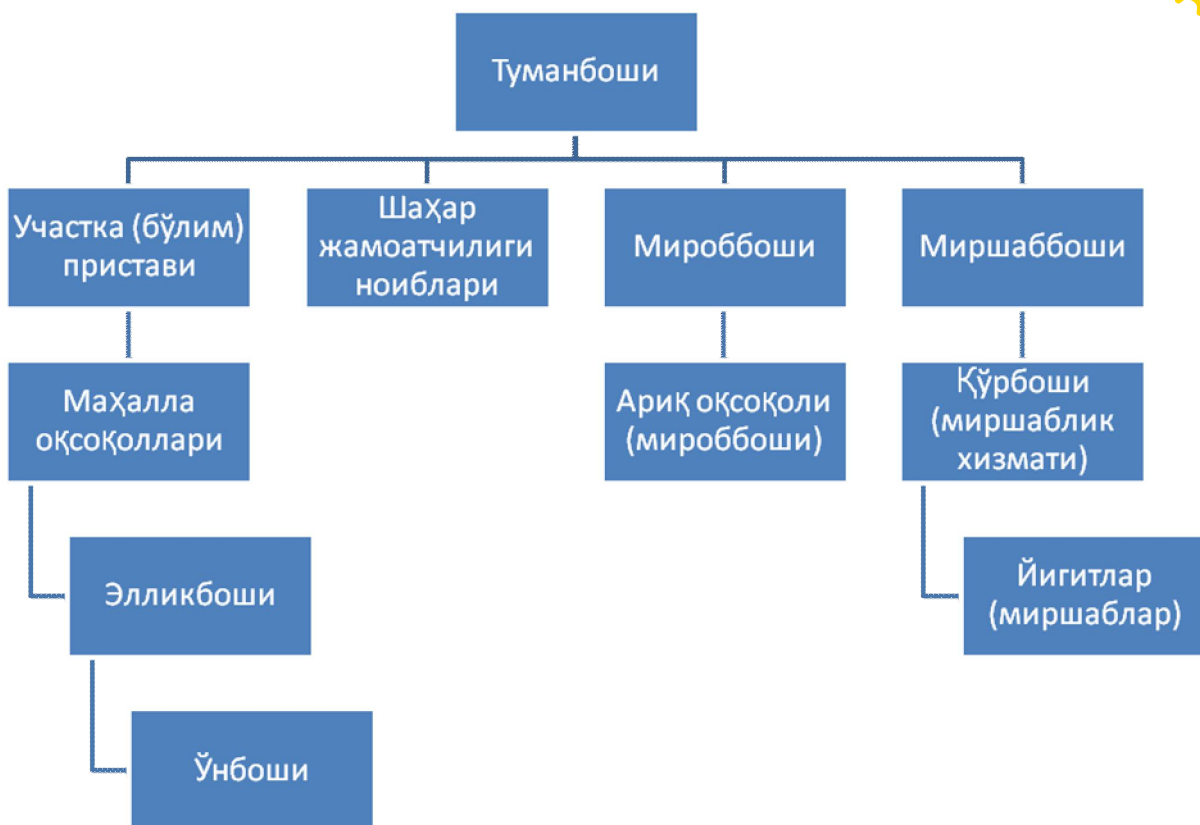 Туманбоши
Участка (бўлим)
пристави
Шаҳар
жамоатчилиги
ноиблари
Мироббоши
Миршаббоши
Маҳалла
оқсоқоллари
Ариқ оқсоқоли
(мироббоши)
Қўрбоши
(миршаблик
хизмати)
Элликбоши
Йигитлар
(миршаблар)
Ўнбоши